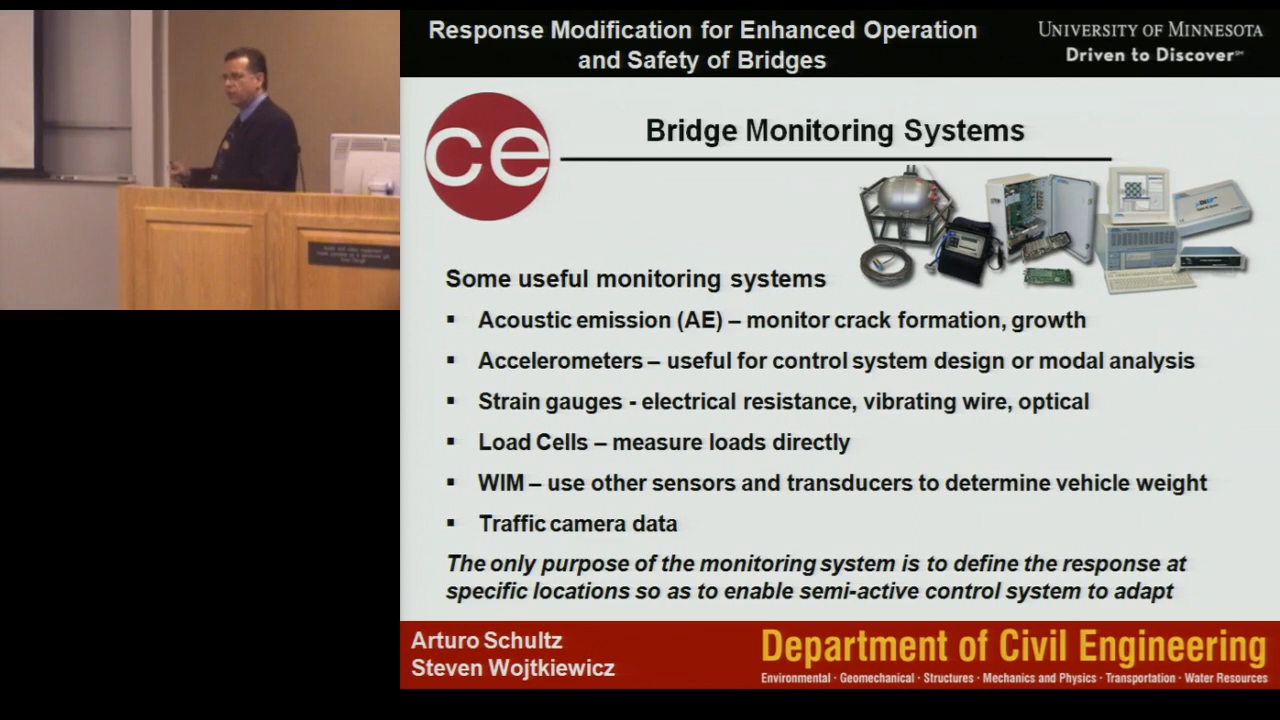 Response Modification for Enhanced Operation
and Safety of Bridges
UNIVERSITY OF MINNESOTA
Driven to Discover℠
ce
Bridge Monitoring Systems
Some useful monitoring systems
▪ Acoustic emission (AE) – monitor crack formation, growth
▪ Accelerometers – useful for control system design or modal analysis
▪ Strain gauges - electrical resistance, vibrating wire, optical
▪ Load Cells – measure loads directly
▪ WIM – use other sensors and transducers to determine vehicle weight
▪ Traffic camera data
The only purpose of the monitoring system is to define the response at
specific locations so as to enable semi-active control system to adapt
Arturo Schultz
Steven Wojtkiewicz
Department of Civil Engineering
Environmental · Geomechanical · Structures · Mechanics and Physics · Transportation · Water Resources